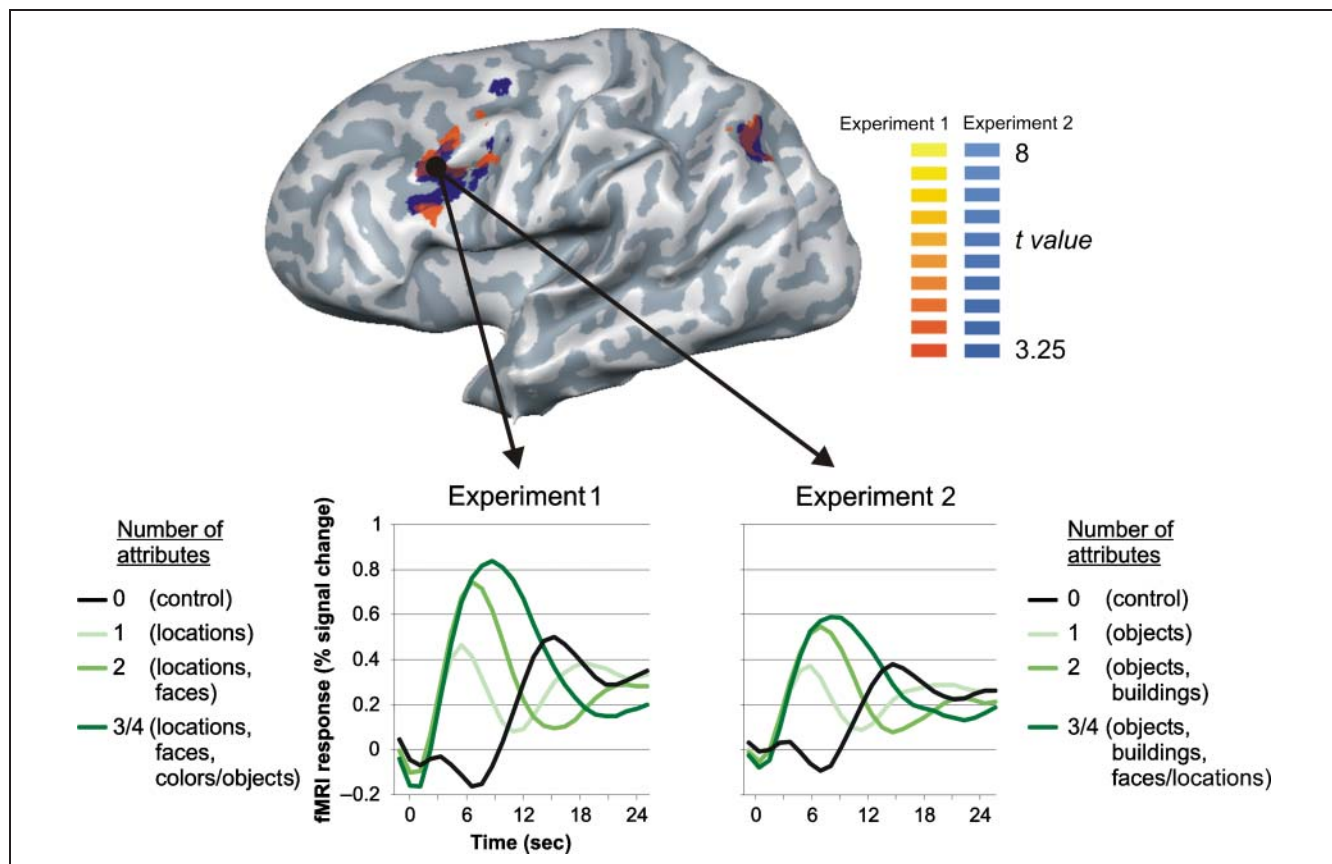 Experiment 1 Experiment 2
8
t value
3.25
Experiment 1
Experiment 2
Number of
attributes
0 (control)
1 (locations)
2 (locations,
faces)
3/4 (locations,
faces,
colors/objects)
fMRI response (% signal change)
1
0.8
0.6
0.4
0.2
0
–0.2
0 6 12 18 24
Time (sec)
0 6 12 18 24
Number of
attributes
0 (control)
1 (objects)
2 (objects,
buildings)
3/4 (objects,
buildings,
faces/locations)